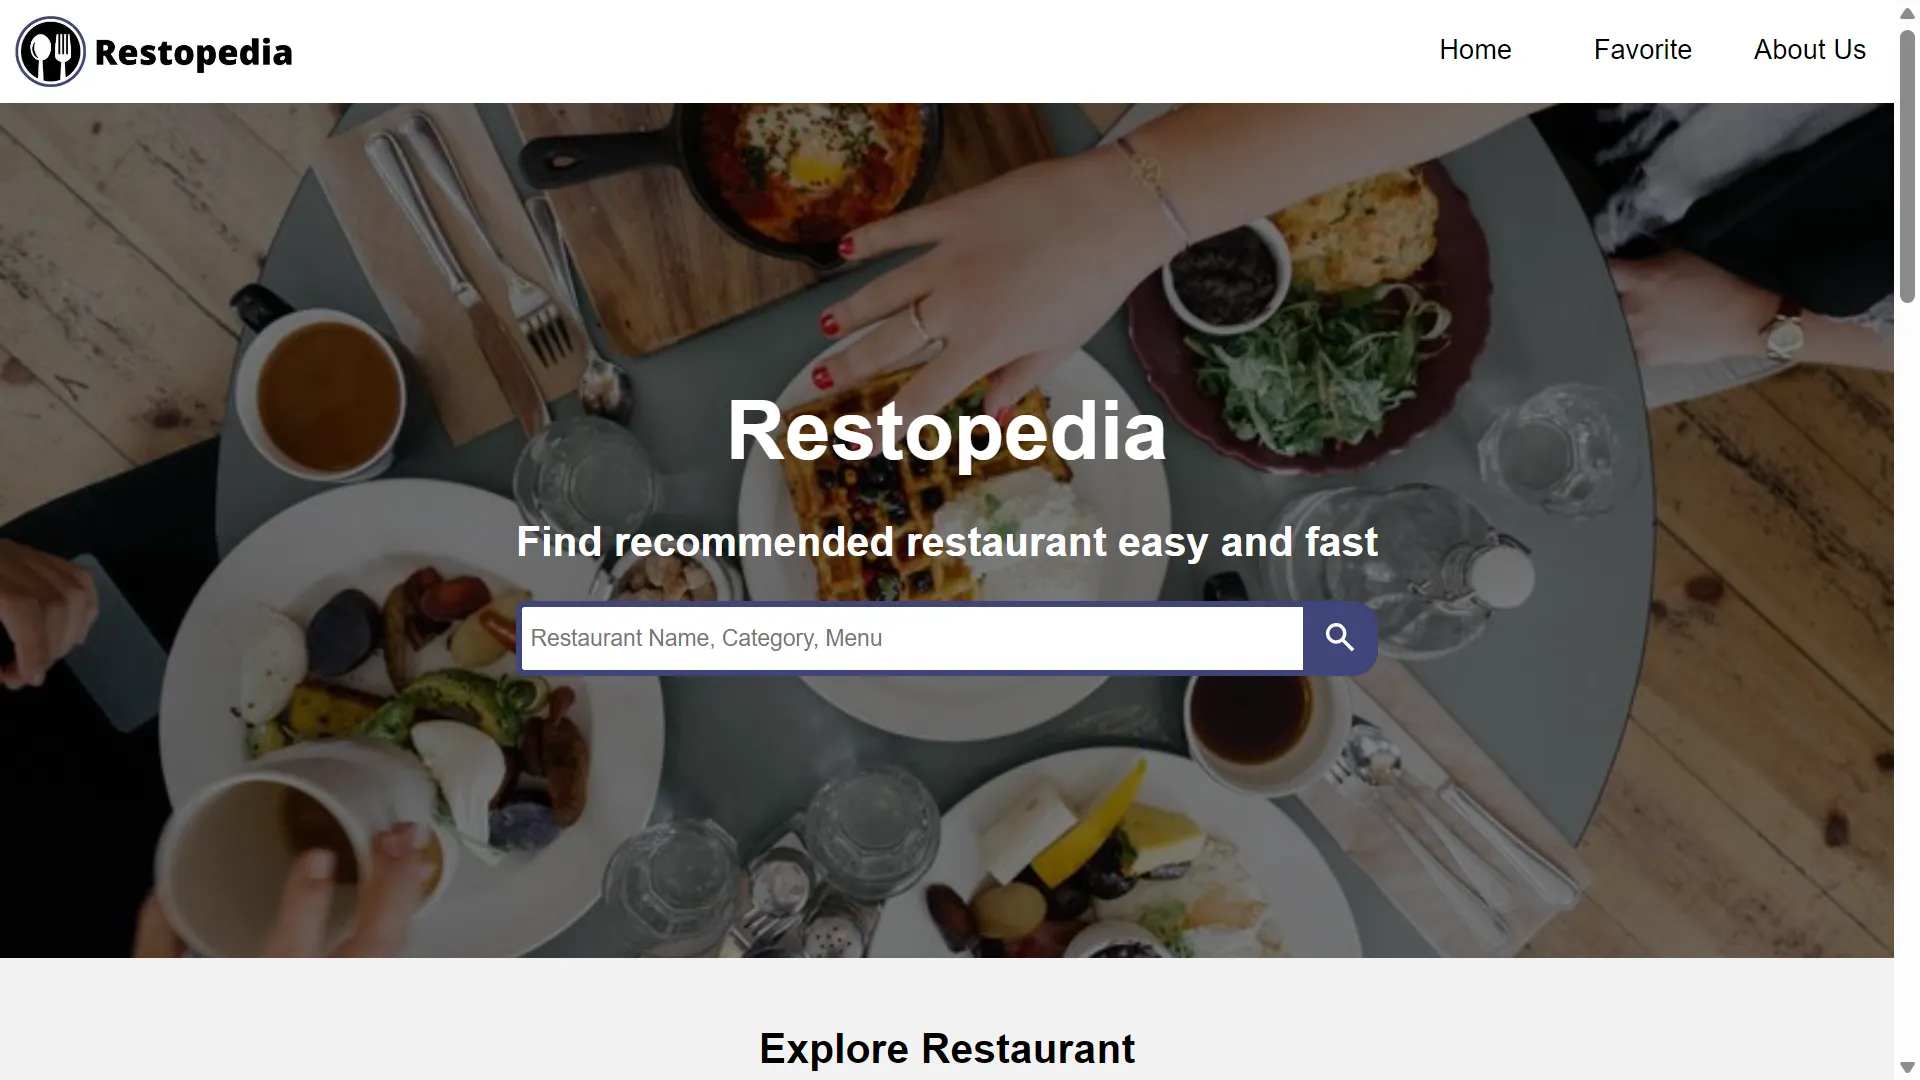 Restopedia
Home
Favorite
About Us
Restopedia
Find recommended restaurant easy and fast
Restaurant Name, Category, Menu
Explore Restaurant